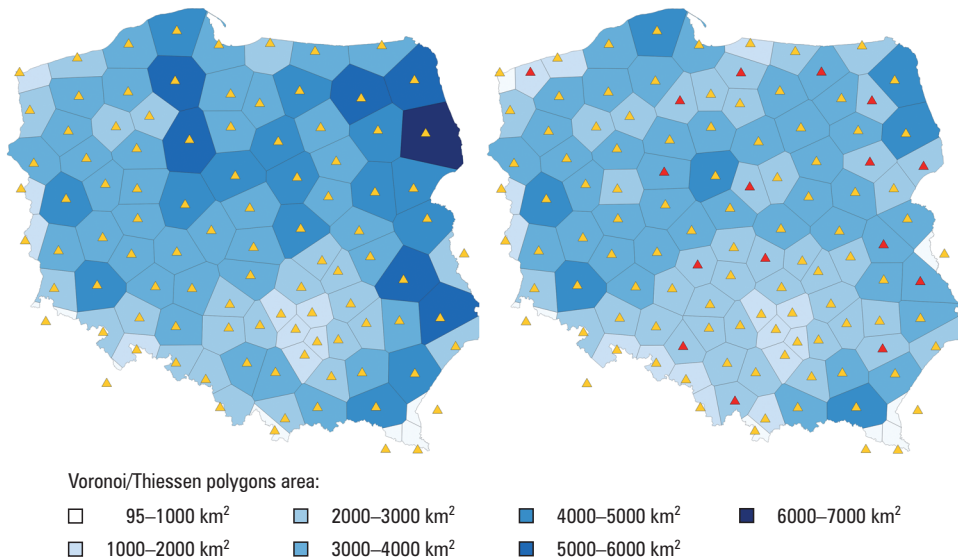 Voronoi/Thiessen polygons area:
95–1000 km² 2000–3000 km² 4000–5000 km² 6000–7000 km²
1000–2000 km² 3000–4000 km² 5000–6000 km²